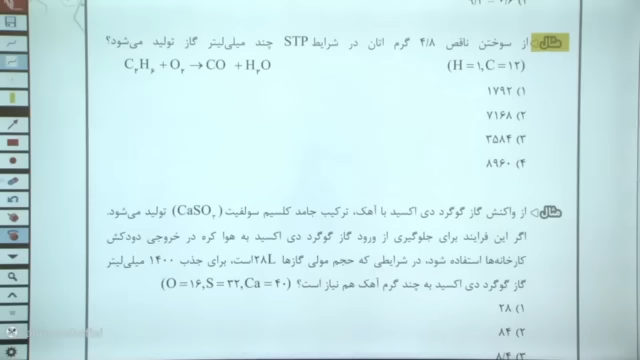 مثال از سوختن ناقص ۴/۸ گرم اتان در شرایط STP چند میلی‌لیتر گاز تولید می‌شود؟
(H = ۱, C = ۱۲) C₂H₆ + O₂ → CO + H₂O
۱) ۱۷۹۲
۲) ۷۱۶۸
۳) ۳۵۸۴
۴) ۸۹۶۰
مثال از واکنش گاز گوگرد دی اکسید با آهک، ترکیب جامد کلسیم سولفیت (CaSO₃) تولید می‌شود.
اگر این فرایند برای جلوگیری از ورود گاز گوگرد دی اکسید به هوا کره در خروجی دودکش
کارخانه‌ها استفاده شود، در شرایطی که حجم مولی گازها ۲۸L است، برای جذب ۱۴۰۰ میلی‌لیتر
گاز گوگرد دی اکسید به چند گرم آهک هم نیاز است؟ (O = ۱۶, S = ۳۲, Ca = ۴۰)
۱) ۲۸
۲) ۸۴
۳) ۸/۴